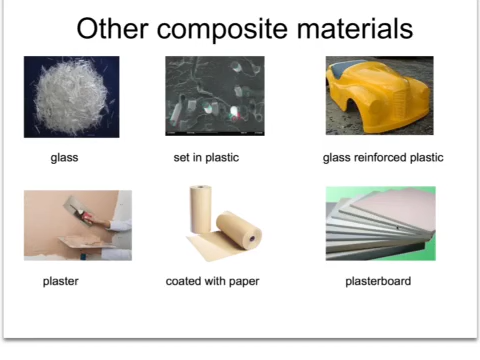 Other composite materials
glass
set in plastic
glass reinforced plastic
plaster
coated with paper
plasterboard